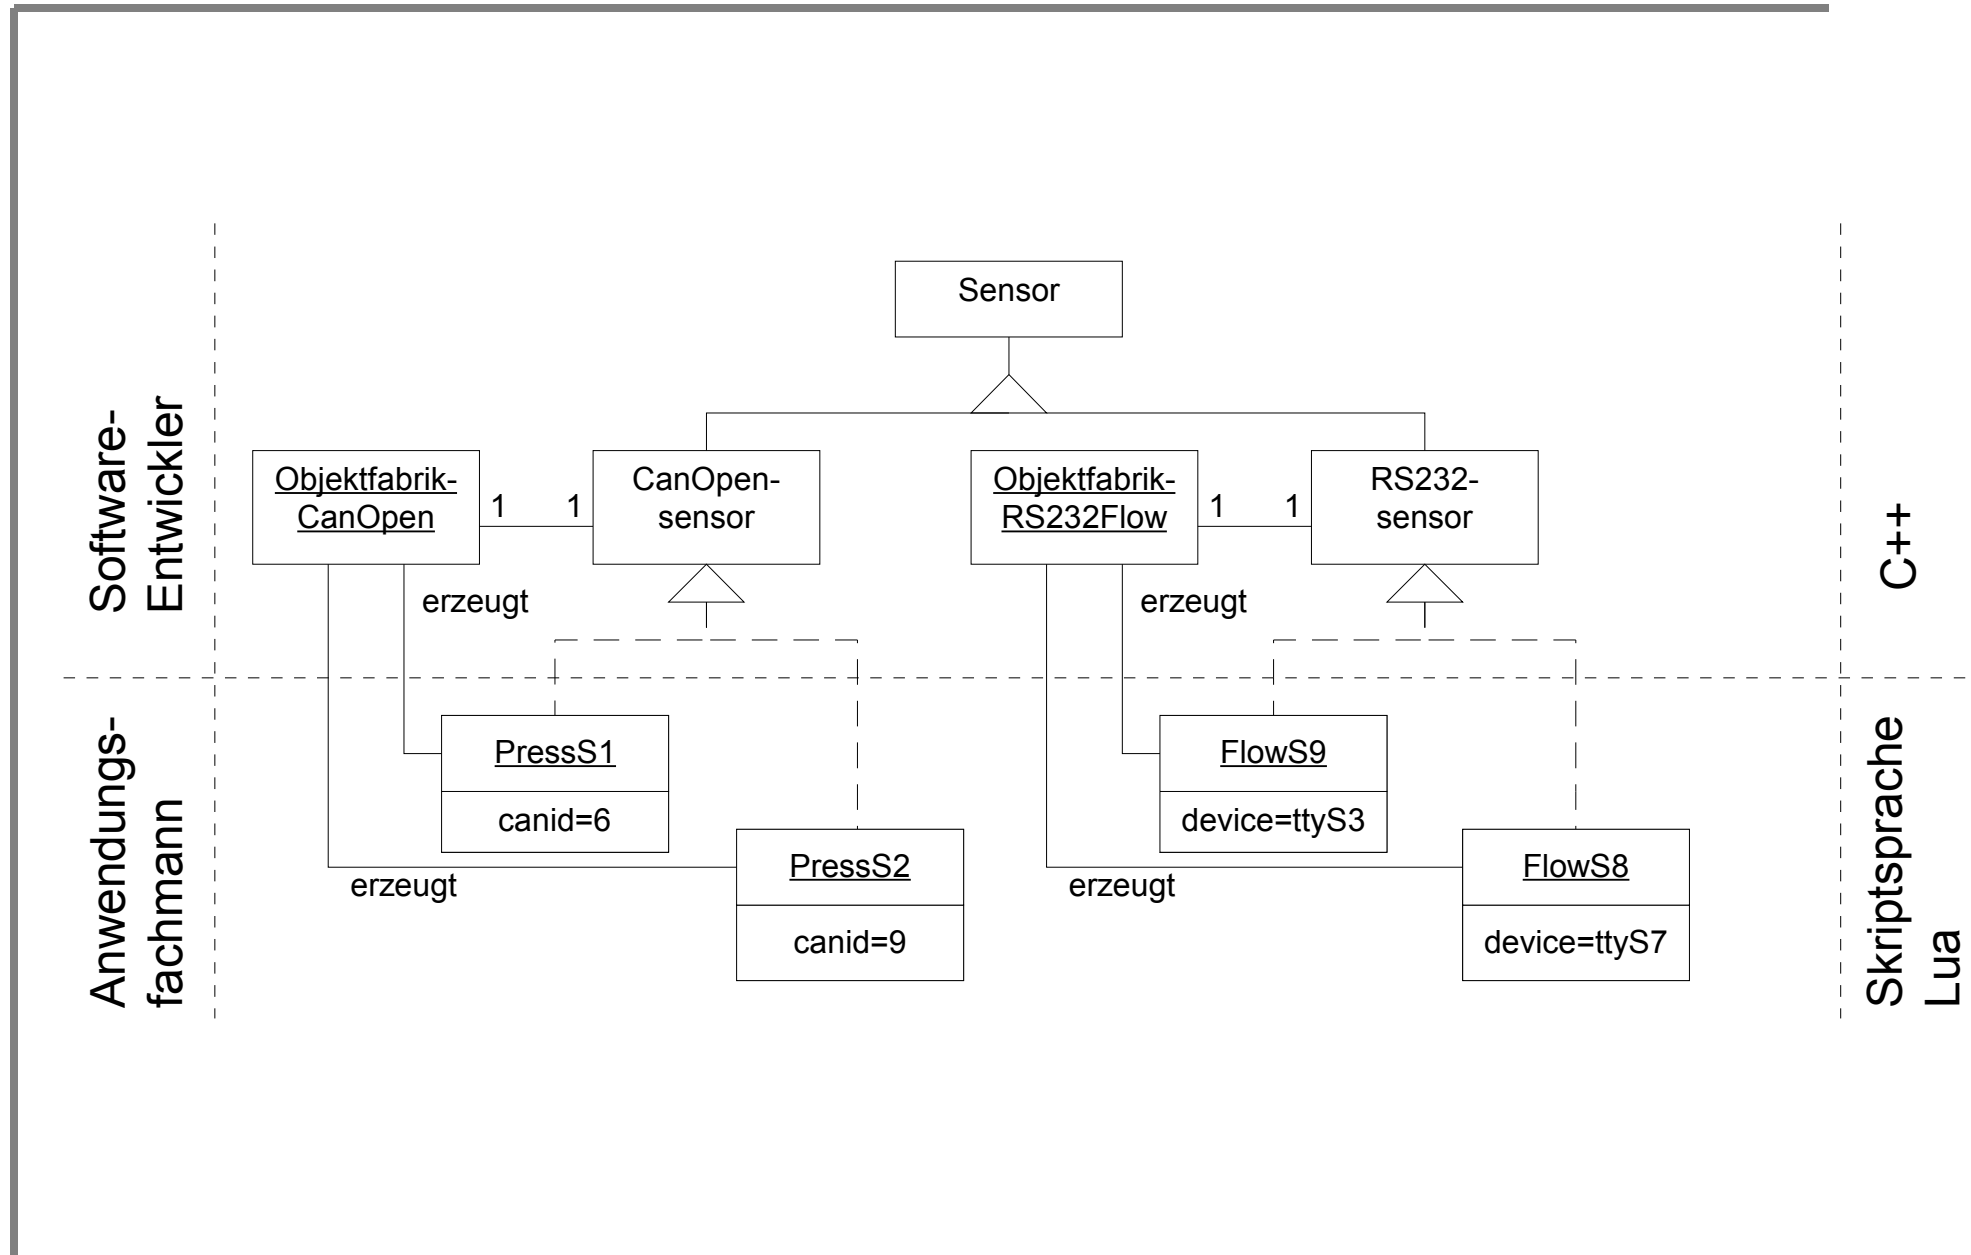 Sensor
Software-
Entwickler
Objektfabrik-
CanOpen
1
1
CanOpen-
sensor
Objektfabrik-
RS232Flow
1
1
RS232-
sensor
C++
erzeugt
erzeugt
Anwendungs-
fachmann
PressS1
canid=6
erzeugt
PressS2
canid=9
FlowS9
device=ttyS3
erzeugt
FlowS8
device=ttyS7
Skriptsprache
Lua